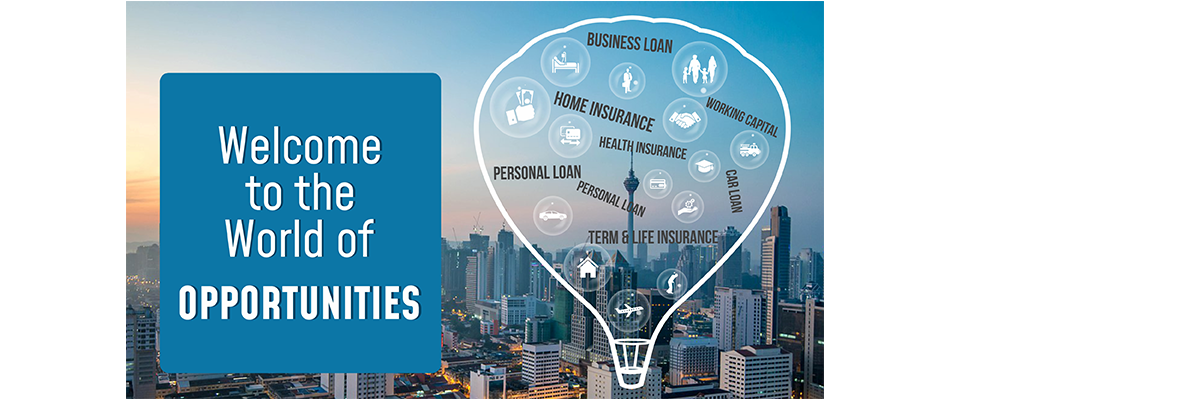 Welcome
to the
World of
OPPORTUNITIES
BUSINESS LOAN
HOME INSURANCE
WORKING CAPITAL
HEALTH INSURANCE
PERSONAL LOAN
PERSONAL LOAN
CAR LOAN
TERM & LIFE INSURANCE